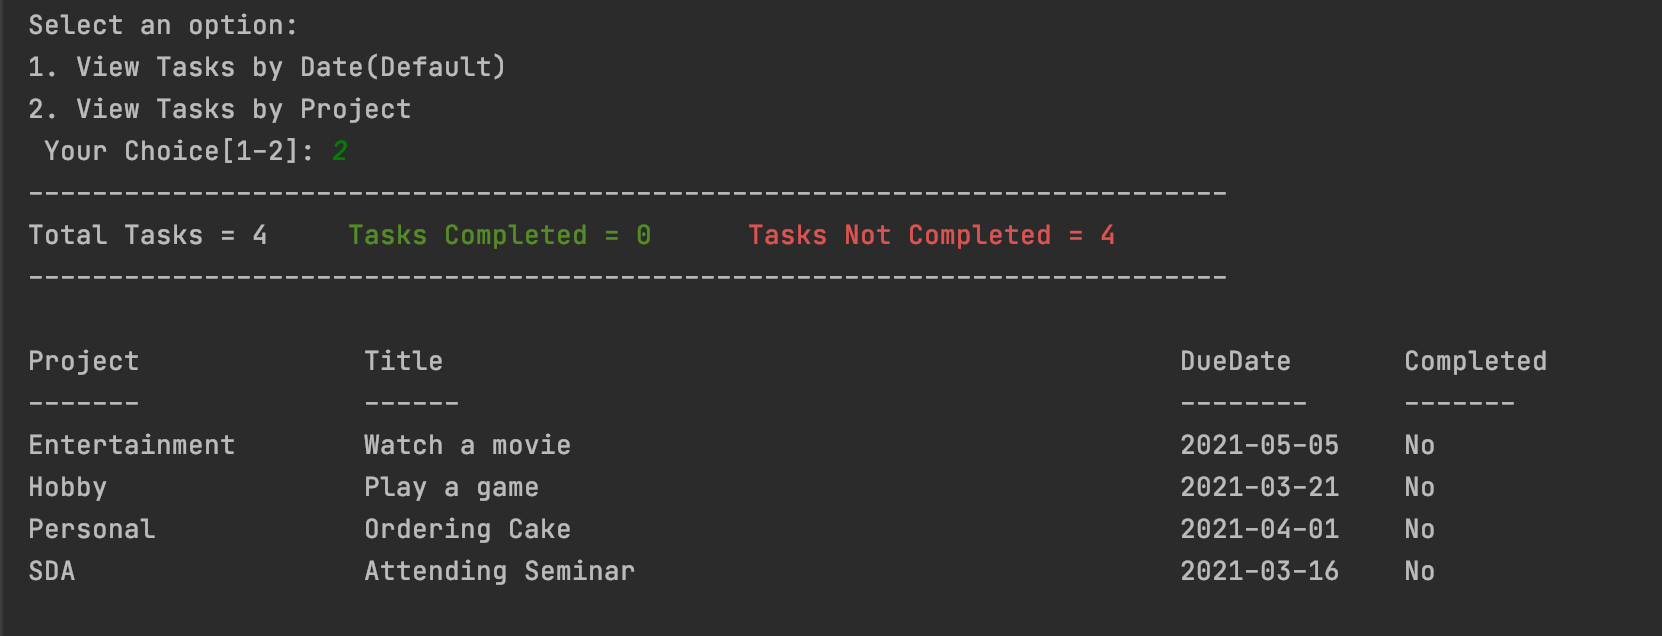 Select an option:
1. View Tasks by Date(Default)
2. View Tasks by Project
 Your Choice[1-2]: 2
---------------------------------------------------------------------------
Total Tasks = 4     Tasks Completed = 0      Tasks Not Completed = 4
---------------------------------------------------------------------------
Project              Title                                              DueDate       Completed
-------              ------                                             --------      -------
Entertainment        Watch a movie                                      2021-05-05    No
Hobby                Play a game                                        2021-03-21    No
Personal             Ordering Cake                                      2021-04-01    No
SDA                  Attending Seminar                                  2021-03-16    No